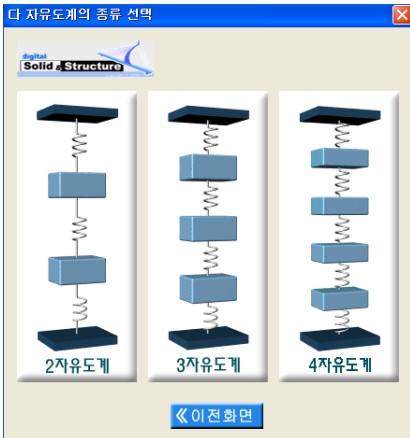 다 자유도계의 종류 선택
digital
Solid & Structure
2자유도계
3자유도계
4자유도계
《이전화면